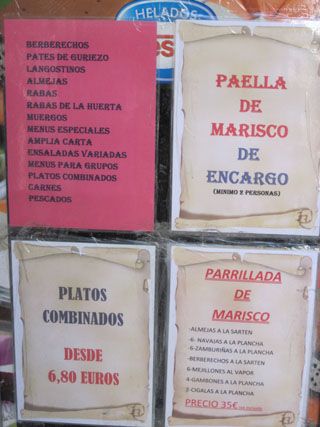 HELADOS
BERBERECHOS
PATES DE GURIEZO
LANGOSTINOS
ALMEJAS
RABAS
RABAS DE LA HUERTA
MUERGOS
MENUS ESPECIALES
AMPLIA CARTA
ENSALADAS VARIADAS
MENUS PARA GRUPOS
PLATOS COMBINADOS
CARNES
PESCADOS
PAELLA
DE
MARISCO
DE
ENCARGO
(MINIMO 2 PERSONAS)
PLATOS
COMBINADOS
DESDE
6,80 EUROS
PARRILLADA
DE
MARISCO
-ALMEJAS A LA SARTEN
-6- NAVAJAS A LA PLANCHA
-6-ZAMBURIÑAS A LA PLANCHA
-BERBERECHOS A LA SARTEN
6-MEJILLONES AL VAPOR
4-GAMBONES A LA PLANCHA
2-CIGALAS A LA PLANCHA
PRECIO 35€